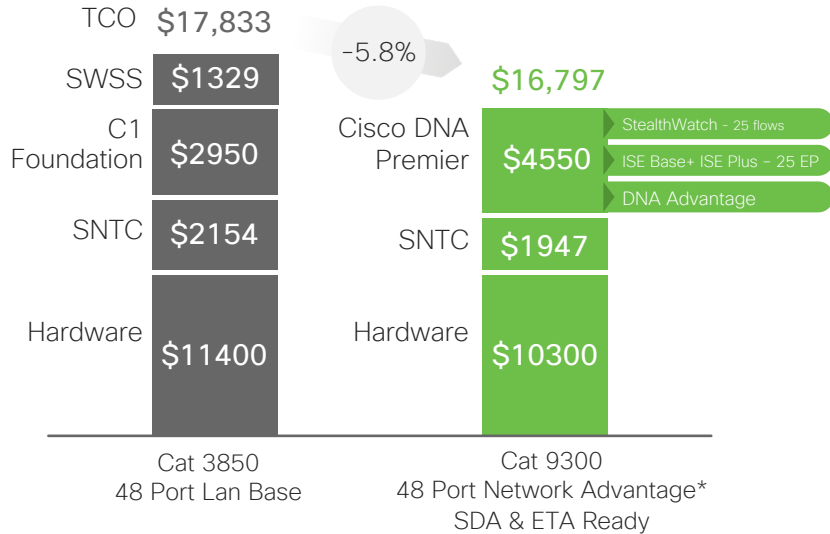 TCO $17,833
-5.8%
SWSS $1329
$16,797
C1
Foundation
$2950
Cisco DNA
Premier
$4550
StealthWatch - 25 flows
ISE Base+ ISE Plus – 25 EP
DNA Advantage
SNTC $2154
SNTC $1947
Hardware
$11400
Hardware
$10300
Cat 3850
48 Port Lan Base
Cat 9300
48 Port Network Advantage*
SDA & ETA Ready